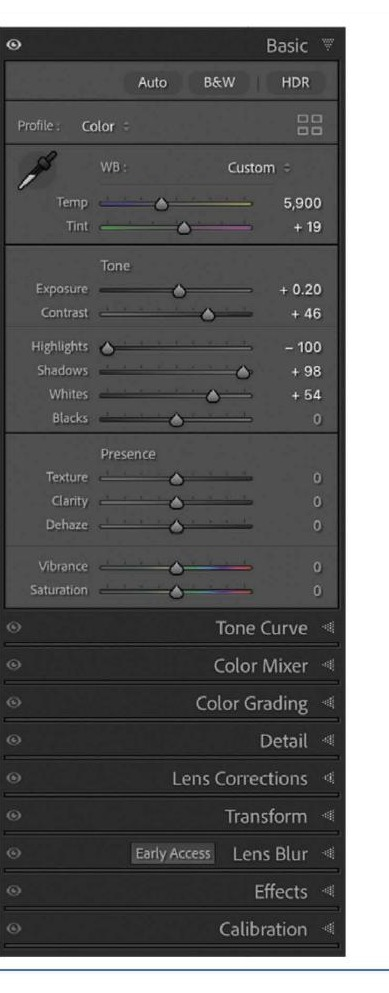 Basic
Auto B&W HDR
Profile : Color
WB : Custom
Temp 5,900
Tint + 19
Tone
Exposure + 0.20
Contrast + 46
Highlights – 100
Shadows + 98
Whites + 54
Blacks 0
Presence
Texture 0
Clarity 0
Dehaze 0
Vibrance 0
Saturation 0
Tone Curve
Color Mixer
Color Grading
Detail
Lens Corrections
Transform
Early Access Lens Blur
Effects
Calibration